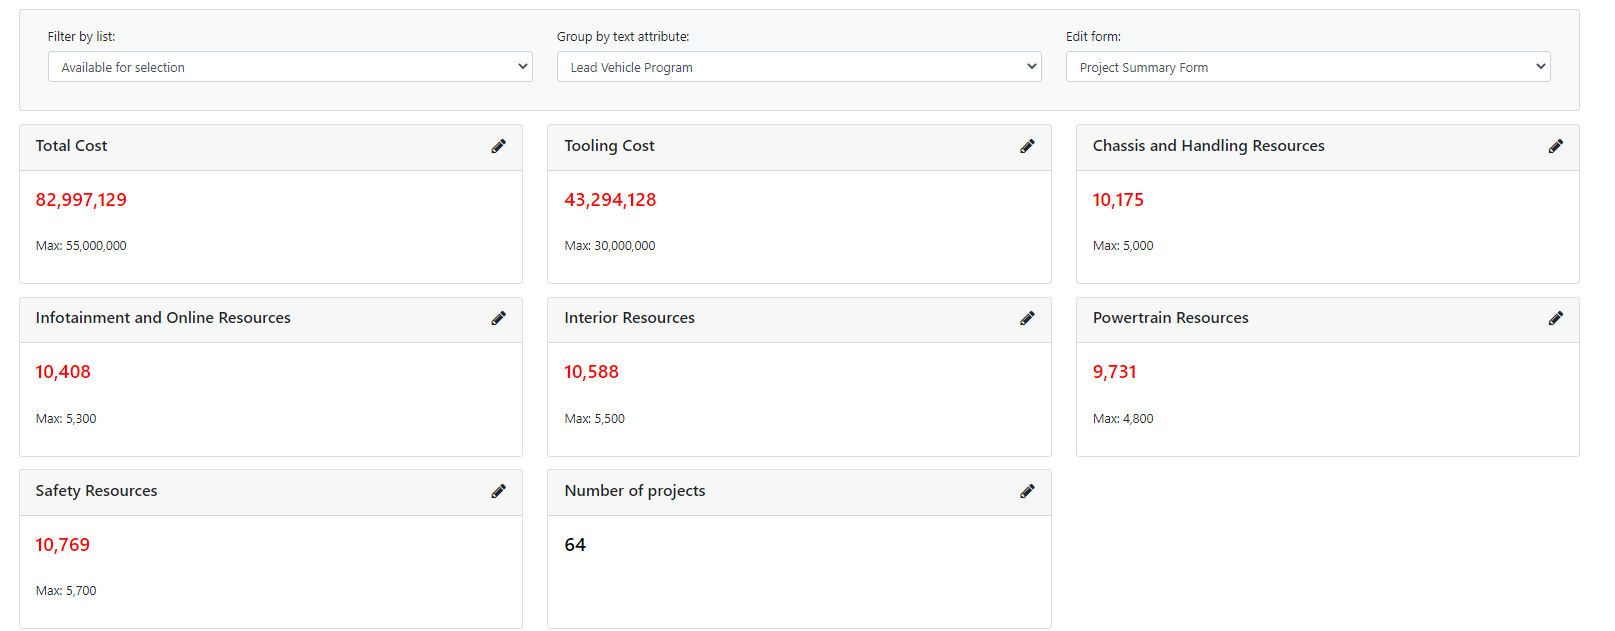 Filter by list:
Group by text attribute:
Edit form:
Available for selection
Lead Vehicle Program
Project Summary Form
Total Cost
82,997,129
Max: 55,000,000
Tooling Cost
43,294,128
Max: 30,000,000
Chassis and Handling Resources
10,175
Max: 5,000
Infotainment and Online Resources
10,408
Max: 5,300
Interior Resources
10,588
Max: 5,500
Powertrain Resources
9,731
Max: 4,800
Safety Resources
10,769
Max: 5,700
Number of projects
64